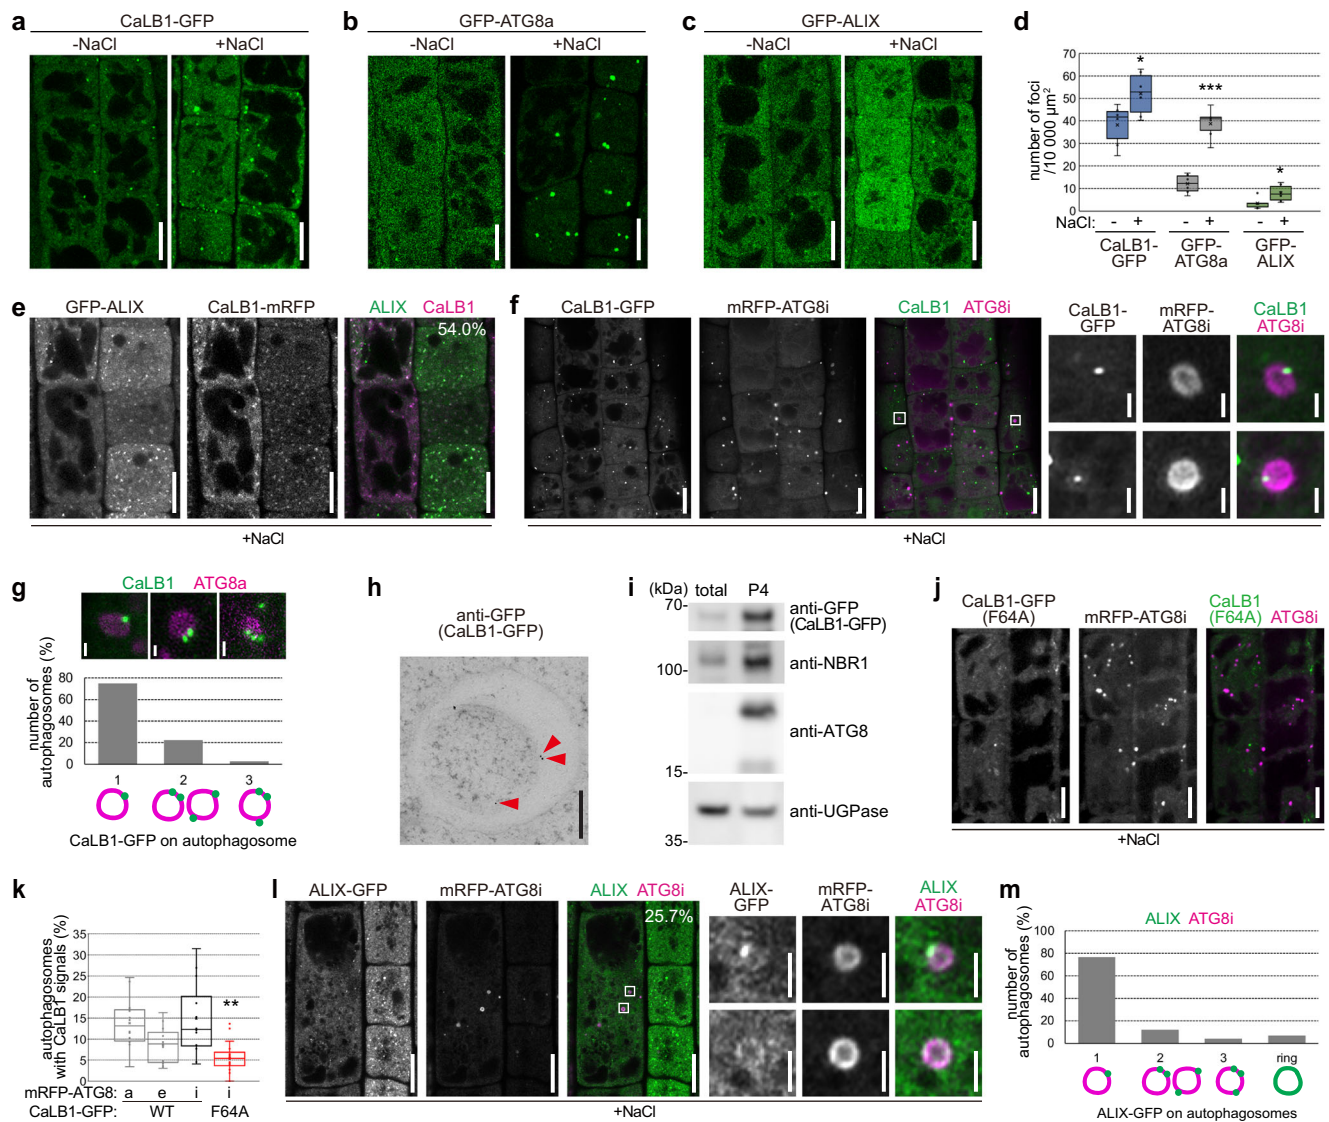 a
CaLB1-GFP
-NaCl
+NaCl
b
GFP-ATG8a
-NaCl
+NaCl
c
GFP-ALIX
-NaCl
+NaCl
d
number of foci
/10 000 µm²
70
60
50
40
30
20
10
0
*
***
*
NaCl: - + - + - +
CaLB1-
GFP
GFP-
ATG8a
GFP-
ALIX
e
GFP-ALIX
CaLB1-mRFP
ALIX CaLB1
54.0%
+NaCl
f
CaLB1-GFP
mRFP-ATG8i
CaLB1 ATG8i
CaLB1-
GFP
mRFP-
ATG8i
CaLB1
ATG8i
+NaCl
g
CaLB1 ATG8a
number of
autophagosomes (%)
80
60
40
20
0
1 2 3
CaLB1-GFP on autophagosome
h
anti-GFP
(CaLB1-GFP)
i
(kDa) total P4
70-
anti-GFP
(CaLB1-GFP)
anti-NBR1
100-
anti-ATG8
15-
anti-UGPase
35-
j
CaLB1-GFP
(F64A)
mRFP-ATG8i
CaLB1
(F64A) ATG8i
+NaCl
k
autophagosomes
with CaLB1 signals (%)
35
30
25
20
15
10
5
0
**
mRFP-ATG8: a e i i
CaLB1-GFP: WT F64A
l
ALIX-GFP
mRFP-ATG8i
ALIX ATG8i
25.7%
ALIX-
GFP
mRFP-
ATG8i
ALIX
ATG8i
+NaCl
m
ALIX ATG8i
number of
autophagosomes (%)
100
80
60
40
20
0
1 2 3 ring
ALIX-GFP on autophagosomes